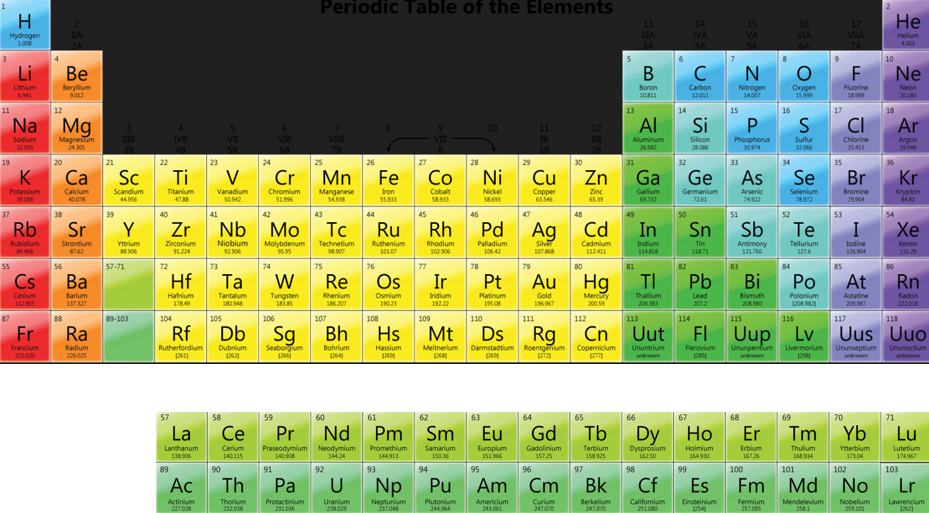 Periodic Table of the Elements
1 2
H He
Hydrogen Helium
1.008 4.003
2 13 14 15 16 17
IIA IIIA IVA VA VIA VIIA
2A 3A 4A 5A 6A 7A
3 4 5 6 7 8 9 10
Li Be B C N O F Ne
Lithium Beryllium Boron Carbon Nitrogen Oxygen Fluorine Neon
6.941 9.012 10.811 12.011 14.007 15.999 18.998 20.180
11 12 13 14 15 16 17 18
Na Mg Al Si P S Cl Ar
Sodium Magnesium Aluminum Silicon Phosphorus Sulfur Chlorine Argon
22.990 24.305 26.982 28.086 30.974 32.066 35.453 39.948
3 4 5 6 7 8 9 10 11 12
IIIB IVB VB VIB VIIB VIII IB IIB
3B 4B 5B 6B 7B 8 1B 2B
19 20 21 22 23 24 25 26 27 28 29 30 31 32 33 34 35 36
K Ca Sc Ti V Cr Mn Fe Co Ni Cu Zn Ga Ge As Se Br Kr
Potassium Calcium Scandium Titanium Vanadium Chromium Manganese Iron Cobalt Nickel Copper Zinc Gallium Germanium Arsenic Selenium Bromine Krypton
39.098 40.078 44.956 47.88 50.942 51.996 54.938 55.933 58.933 58.693 63.546 65.39 69.732 72.61 74.922 78.972 79.904 84.80
37 38 39 40 41 42 43 44 45 46 47 48 49 50 51 52 53 54
Rb Sr Y Zr Nb Mo Tc Ru Rh Pd Ag Cd In Sn Sb Te I Xe
Rubidium Strontium Yttrium Zirconium Niobium Molybdenum Technetium Ruthenium Rhodium Palladium Silver Cadmium Indium Tin Antimony Tellurium Iodine Xenon
84.468 87.62 88.906 91.224 92.906 95.95 98.907 101.07 102.906 106.42 107.868 112.411 114.818 118.71 121.760 127.6 126.904 131.29
55 56 57-71 72 73 74 75 76 77 78 79 80 81 82 83 84 85 86
Cs Ba Hf Ta W Re Os Ir Pt Au Hg Tl Pb Bi Po At Rn
Cesium Barium Hafnium Tantalum Tungsten Rhenium Osmium Iridium Platinum Gold Mercury Thallium Lead Bismuth Polonium Astatine Radon
132.905 137.327 178.49 180.948 183.85 186.207 190.23 192.22 195.08 196.967 200.59 204.383 207.2 208.980 [208.982] 209.987 222.018
87 88 89-103 104 105 106 107 108 109 110 111 112 113 114 115 116 117 118
Fr Ra Rf Db Sg Bh Hs Mt Ds Rg Cn Uut Fl Uup Lv Uus Uuo
Francium Radium Rutherfordium Dubnium Seaborgium Bohrium Hassium Meitnerium Darmstadtium Roentgenium Copernicium Ununtrium Flerovium Ununpentium Livermorium Ununseptium Ununoctium
223.020 226.025 [261] [262] [266] [264] [269] [268] [269] [272] [277] unknown [289] unknown [298] unknown unknown
57 58 59 60 61 62 63 64 65 66 67 68 69 70 71
La Ce Pr Nd Pm Sm Eu Gd Tb Dy Ho Er Tm Yb Lu
Lanthanum Cerium Praseodymium Neodymium Promethium Samarium Europium Gadolinium Terbium Dysprosium Holmium Erbium Thulium Ytterbium Lutetium
138.906 140.115 140.908 144.24 144.913 150.36 151.966 157.25 158.925 162.50 164.930 167.26 168.934 173.04 174.967
89 90 91 92 93 94 95 96 97 98 99 100 101 102 103
Ac Th Pa U Np Pu Am Cm Bk Cf Es Fm Md No Lr
Actinium Thorium Protactinium Uranium Neptunium Plutonium Americium Curium Berkelium Californium Einsteinium Fermium Mendelevium Nobelium Lawrencium
227.028 232.038 231.036 238.029 237.048 244.064 243.061 247.070 247.070 251.080 [254] 257.095 258.1 259.101 [262]